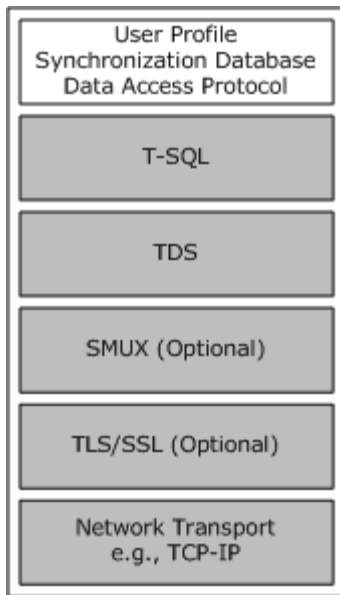 User Profile
Synchronization Database
Data Access Protocol
T-SQL
TDS
SMUX (Optional)
TLS/SSL (Optional)
Network Transport
e.g., TCP-IP